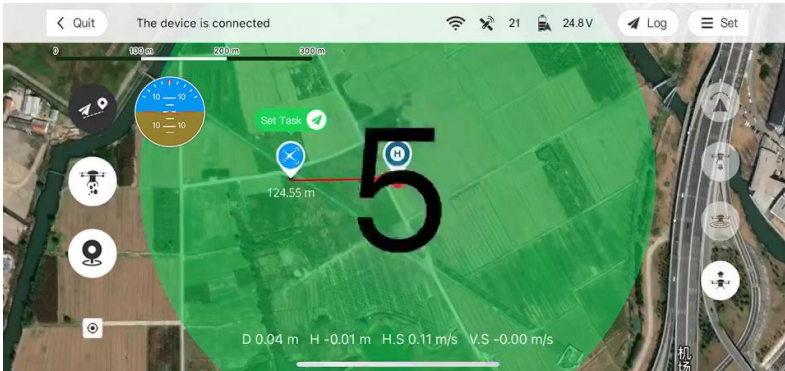 Quit
The device is connected
21
24.8 V
Log
Set
0 100 m 200 m 300 m
10 10
10 10
Set Task
H
124.55 m
5
D 0.04 m H -0.01 m H.S 0.11 m/s V.S -0.00 m/s
机场